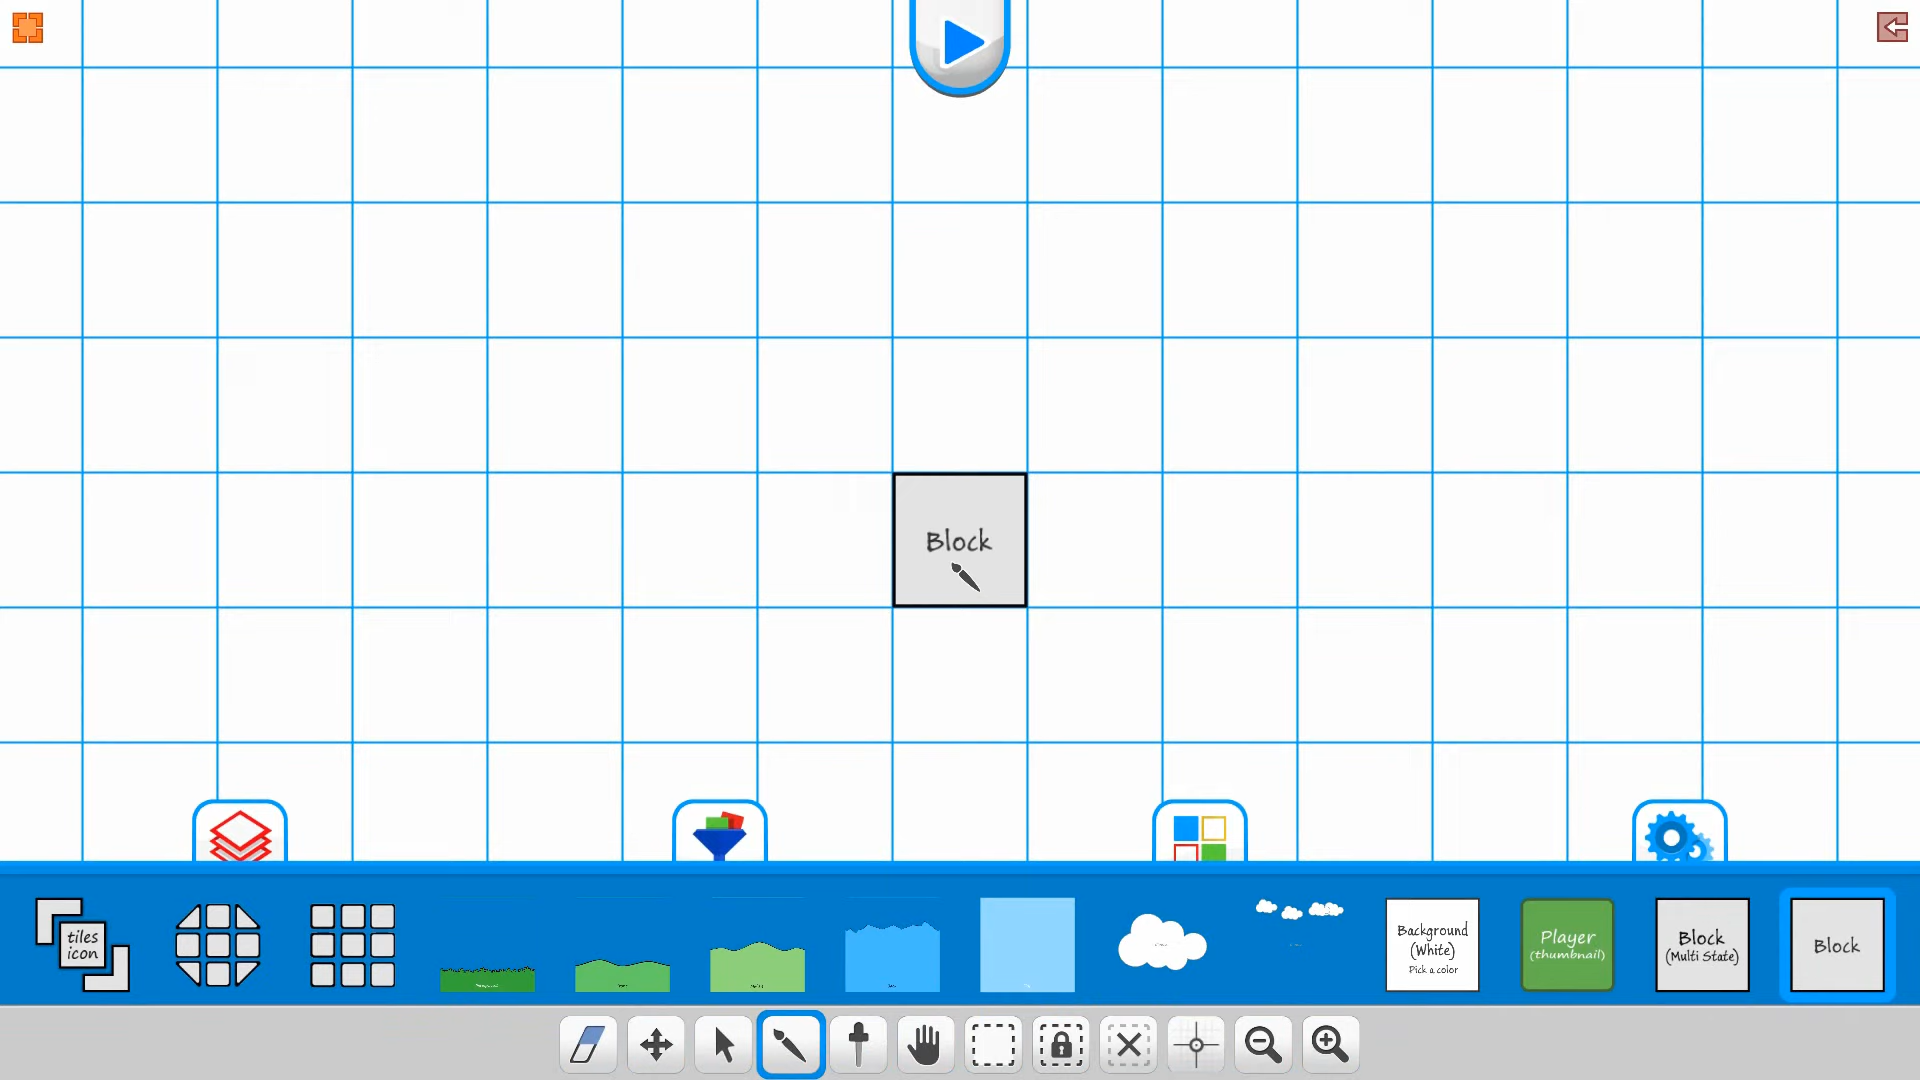 Block
tiles
icon
Background
(White)
Pick a color
Player
(thumbnail)
Block
(Multi State)
Block